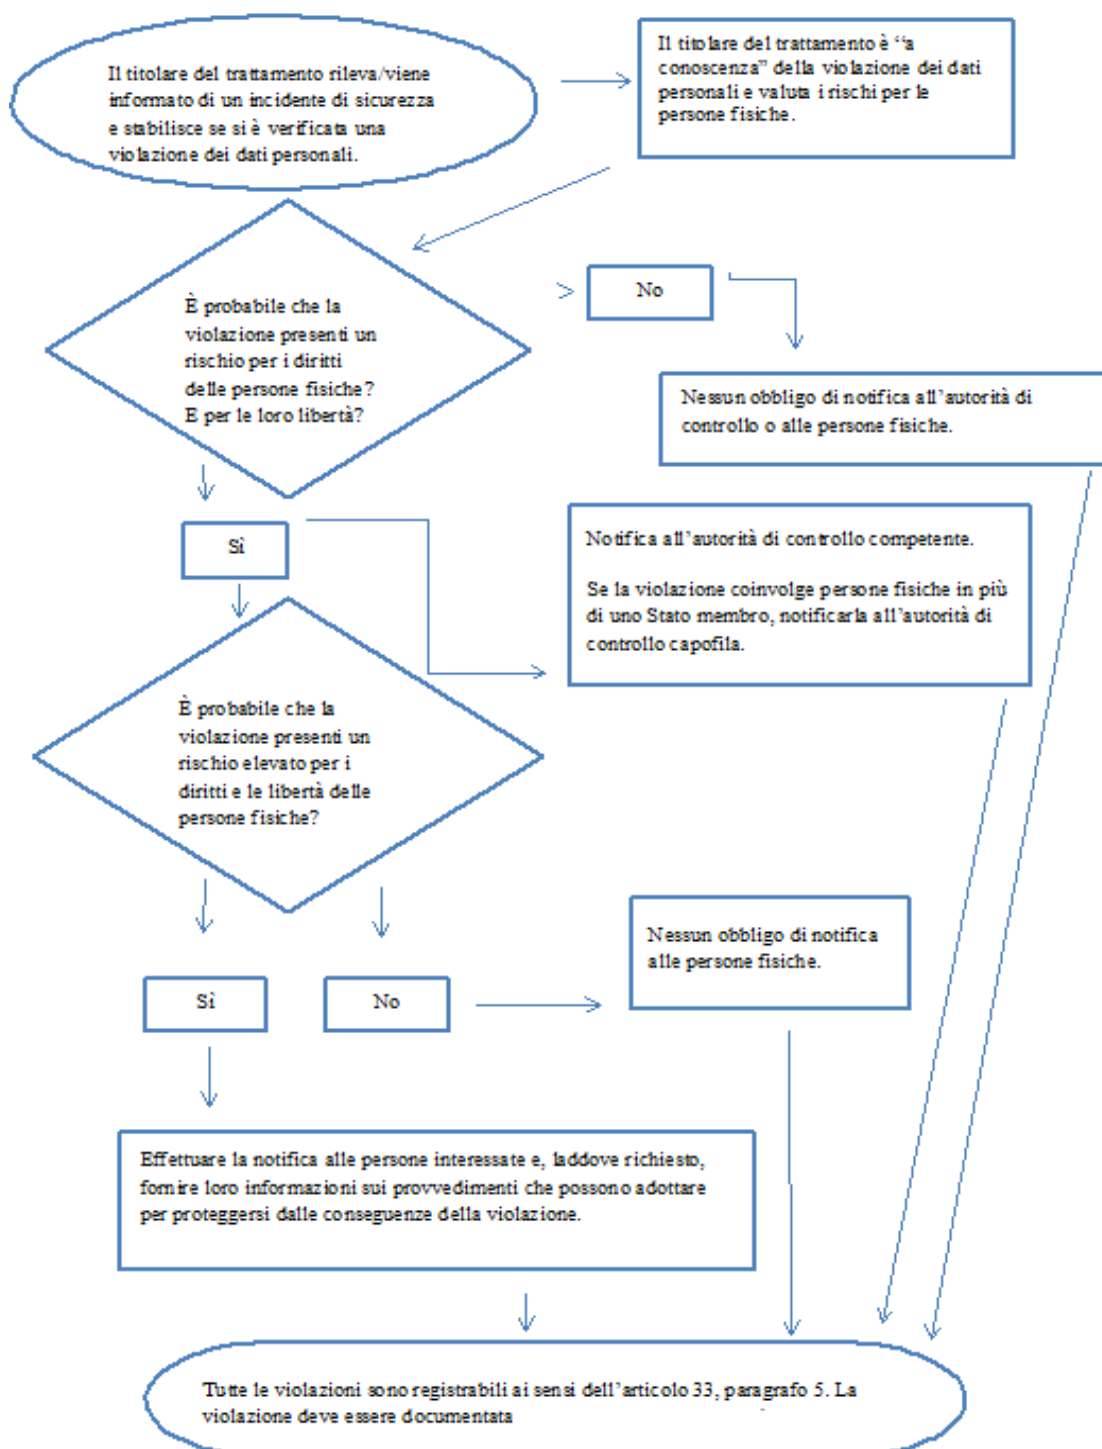 Il titolare del trattamento rileva/viene
informato di un incidente di sicurezza
e stabilisce se si è verificata una
violazione dei dati personali.
Il titolare del trattamento è “a
conoscenza” della violazione dei dati
personali e valuta i rischi per le
persone fisiche.
È probabile che la
violazione presenti un
rischio per i diritti
delle persone fisiche?
E per le loro libertà?
No
Nessun obbligo di notifica all’autorità di
controllo o alle persone fisiche.
Sì
Notifica all’autorità di controllo competente.
Se la violazione coinvolge persone fisiche in più
di uno Stato membro, notificarla all’autorità di
controllo capofila.
È probabile che la
violazione presenti un
rischio elevato per i
diritti e le libertà delle
persone fisiche?
Nessun obbligo di notifica
alle persone fisiche.
Sì
No
Effettuare la notifica alle persone interessate e, laddove richiesto,
fornire loro informazioni sui provvedimenti che possono adottare
per proteggersi dalle conseguenze della violazione.
Tutte le violazioni sono registrabili ai sensi dell’articolo 33, paragrafo 5. La
violazione deve essere documentata